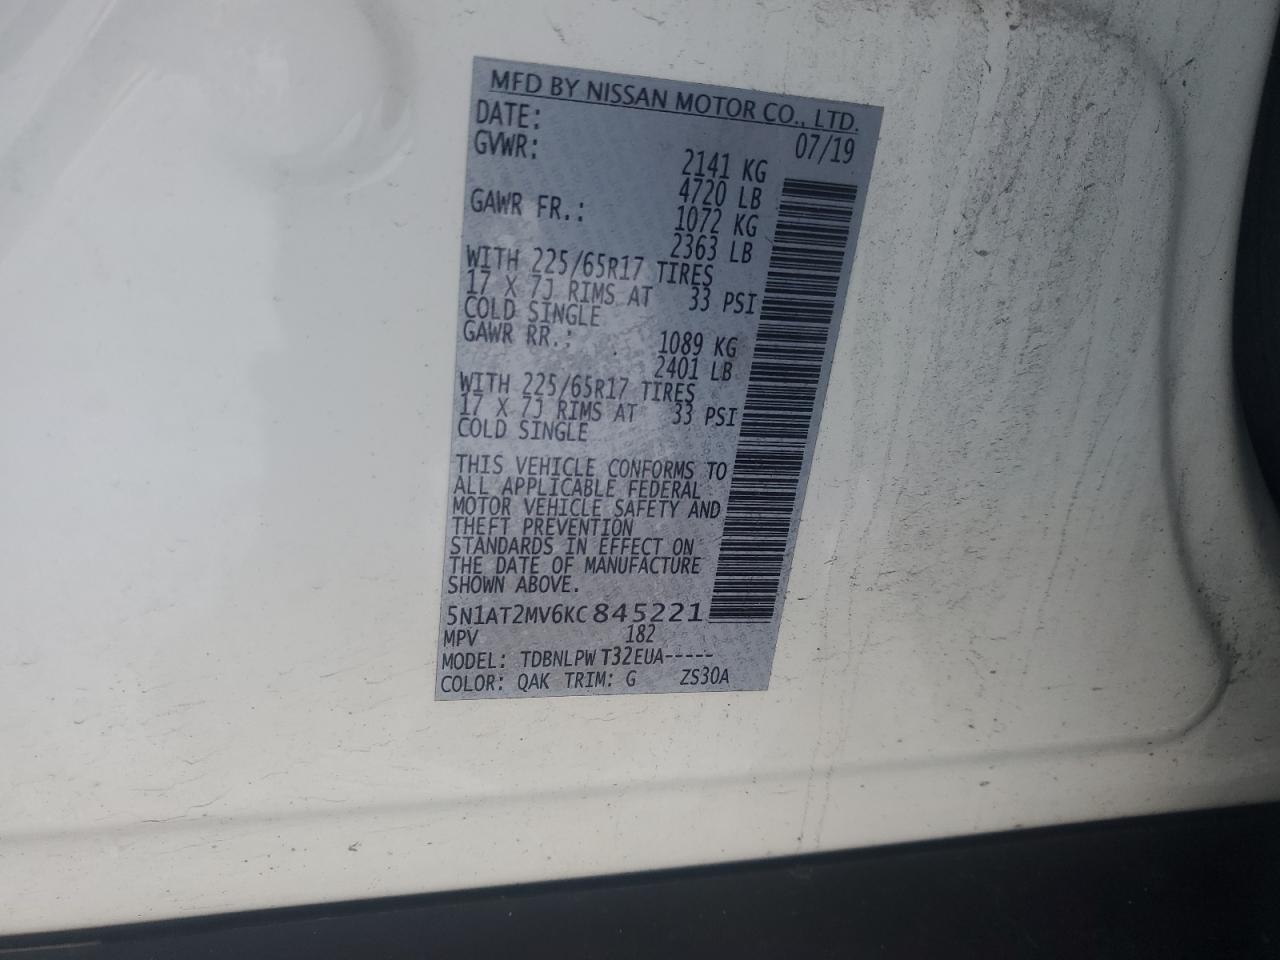 MFD BY NISSAN MOTOR CO., LTD.
DATE: 07/19
GVWR: 2141 KG
4720 LB
GAWR FR.: 1072 KG
2363 LB
WITH 225/65R17 TIRES
17 X 7J RIMS AT 33 PSI
COLD SINGLE
GAWR RR.: 1089 KG
2401 LB
WITH 225/65R17 TIRES
17 X 7J RIMS AT 33 PSI
COLD SINGLE
THIS VEHICLE CONFORMS TO
ALL APPLICABLE FEDERAL
MOTOR VEHICLE SAFETY AND
THEFT PREVENTION
STANDARDS IN EFFECT ON
THE DATE OF MANUFACTURE
SHOWN ABOVE.
5N1AT2MV6KC845221
MPV 182
MODEL: TDBNLPW T32EUA-----
COLOR: QAK TRIM: G ZS30A